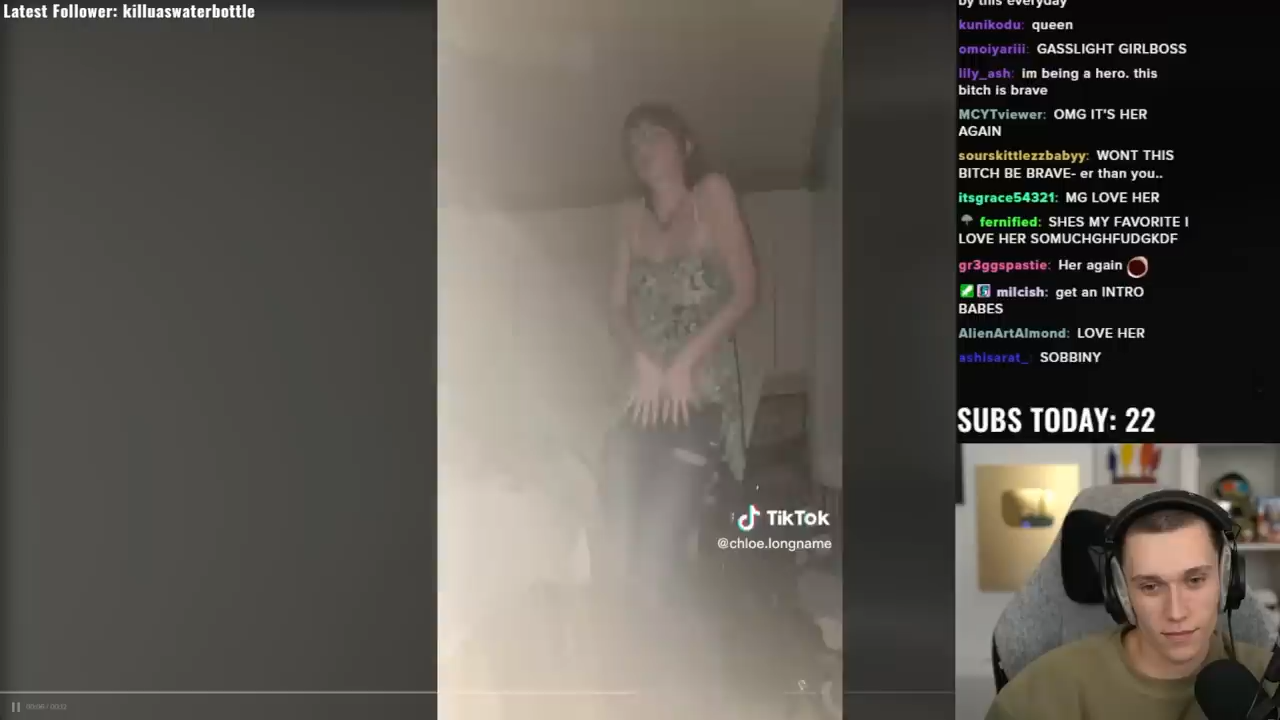 Latest Follower: killuaswaterbottle
by this everyday
kunikodu: queen
omoiyariii: GASSLIGHT GIRLBOSS
lily_ash: im being a hero. this
bitch is brave
MCYTviewer: OMG IT'S HER
AGAIN
sourskittlezzbabyy: WONT THIS
BITCH BE BRAVE- er than you..
itsgrace54321: MG LOVE HER
fernified: SHES MY FAVORITE I
LOVE HER SOMUCHGHFUDGKDF
gr3ggspastie: Her again
milcish: get an INTRO
BABES
AlienArtAlmond: LOVE HER
ashisarat_: SOBBINY
SUBS TODAY: 22
TikTok
@chloe.longname